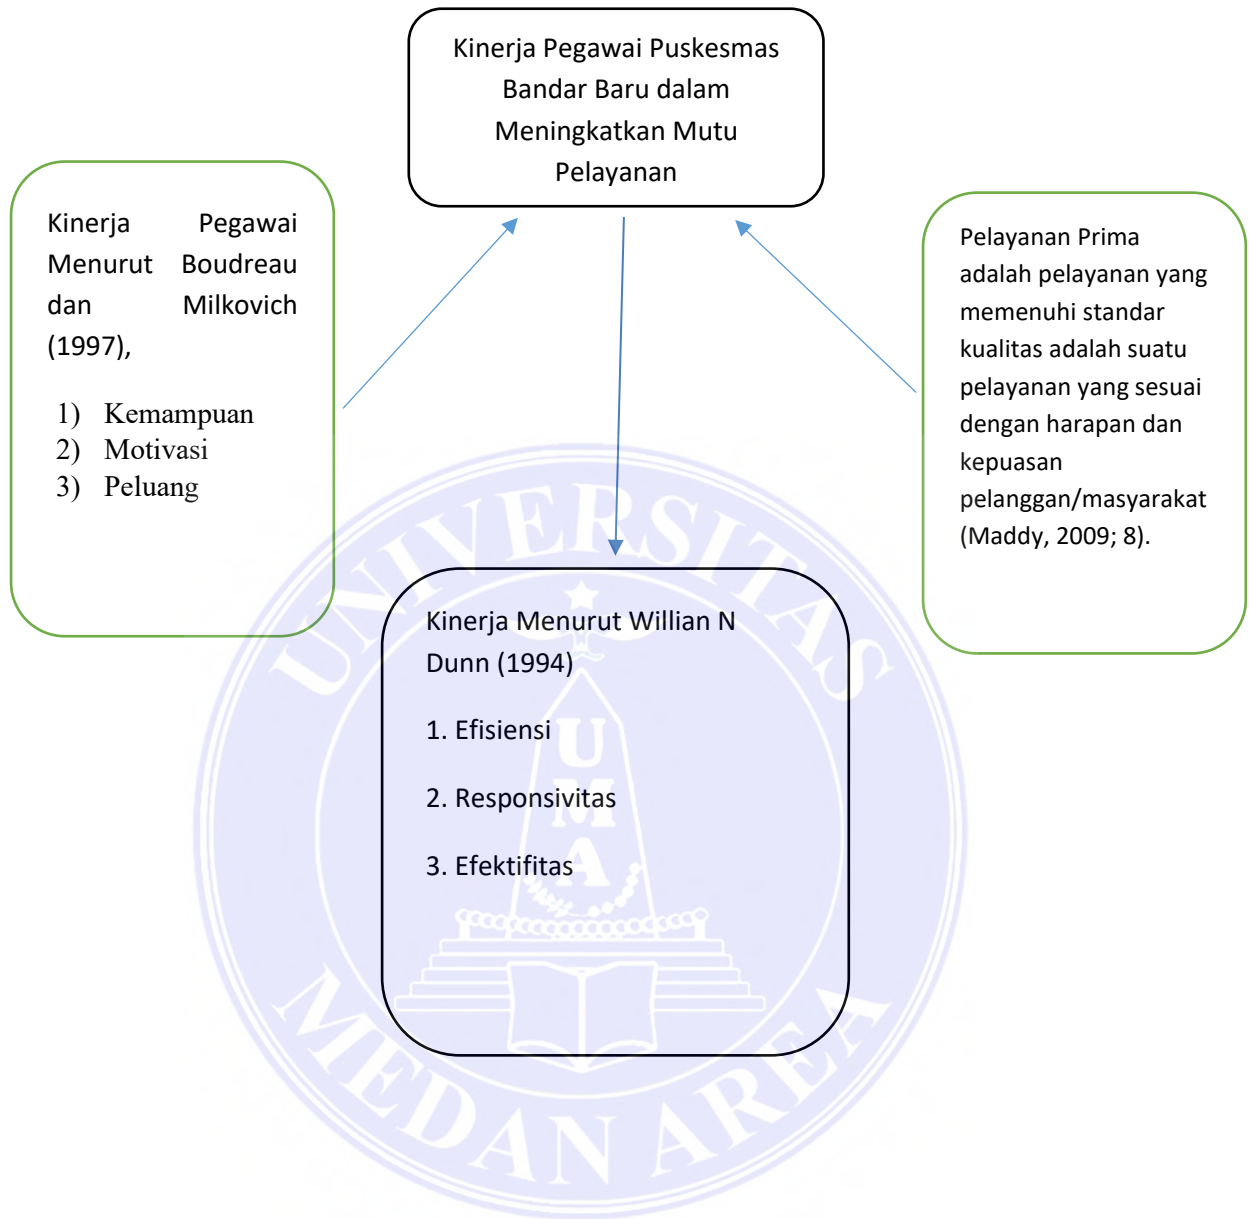 Kinerja Pegawai Puskesmas
Bandar Baru dalam
Meningkatkan Mutu
Pelayanan
Kinerja Pegawai
Menurut Boudreau
dan Milkovich
(1997),
1) Kemampuan
2) Motivasi
3) Peluang
Pelayanan Prima
adalah pelayanan yang
memenuhi standar
kualitas adalah suatu
pelayanan yang sesuai
dengan harapan dan
kepuasan
pelanggan/masyarakat
(Maddy, 2009; 8).
Kinerja Menurut Willian N
Dunn (1994)
1. Efisiensi
2. Responsivitas
3. Efektifitas
UNIVERSITAS
UMA
MEDAN AREA